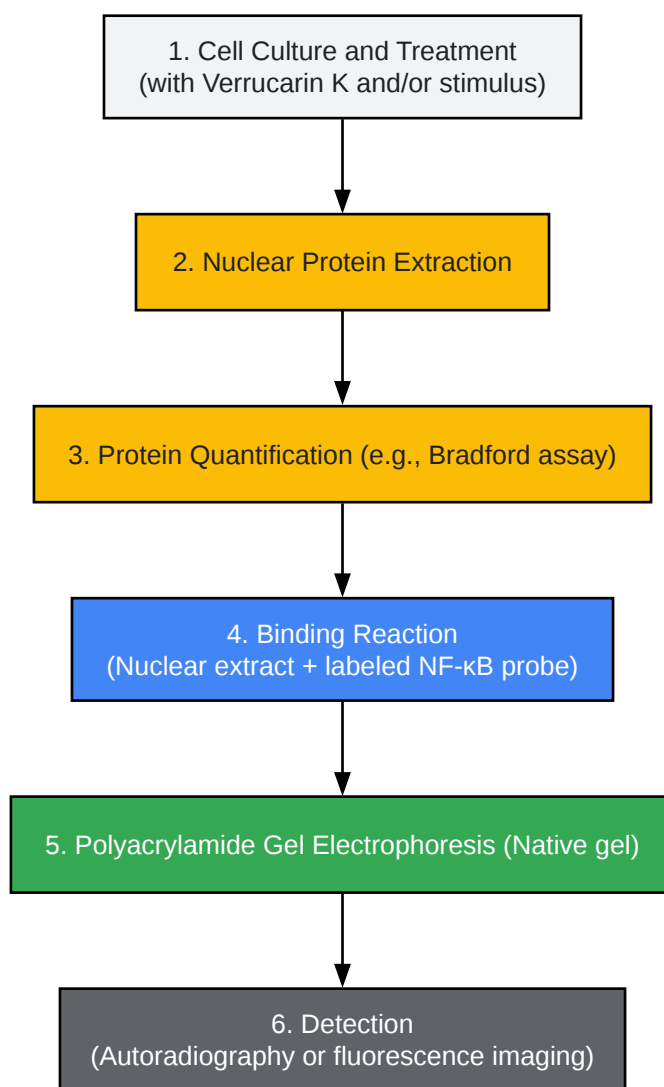 1. Cell Culture and Treatment
(with Verrucarin K and/or stimulus)
2. Nuclear Protein Extraction
3. Protein Quantification (e.g., Bradford assay)
4. Binding Reaction
(Nuclear extract + labeled NF-κB probe)
5. Polyacrylamide Gel Electrophoresis (Native gel)
6. Detection
(Autoradiography or fluorescence imaging)